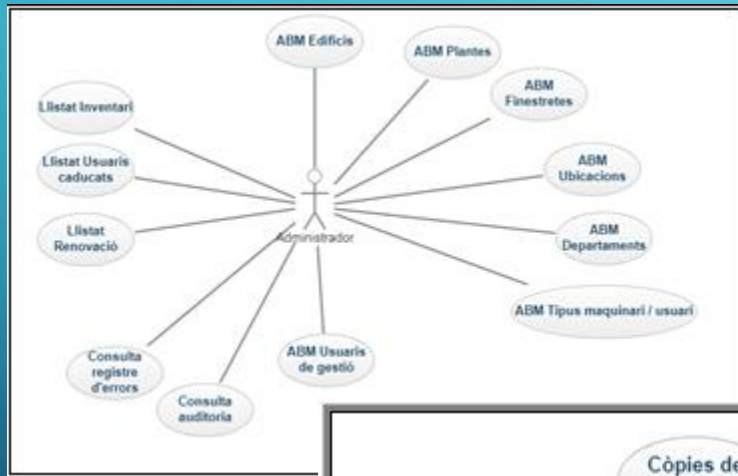 ABM Edificis
ABM Plantes
ABM
Finestretes
ABM
Ubicacions
ABM
Departaments
ABM Tipus maquinari / usuari
ABM Usuaris
de gestió
Consulta
auditoria
Consulta
registre
d'errors
Llistat
Renovació
Llistat Usuaris
caducats
Llistat Inventari
Administrador
Còpies de